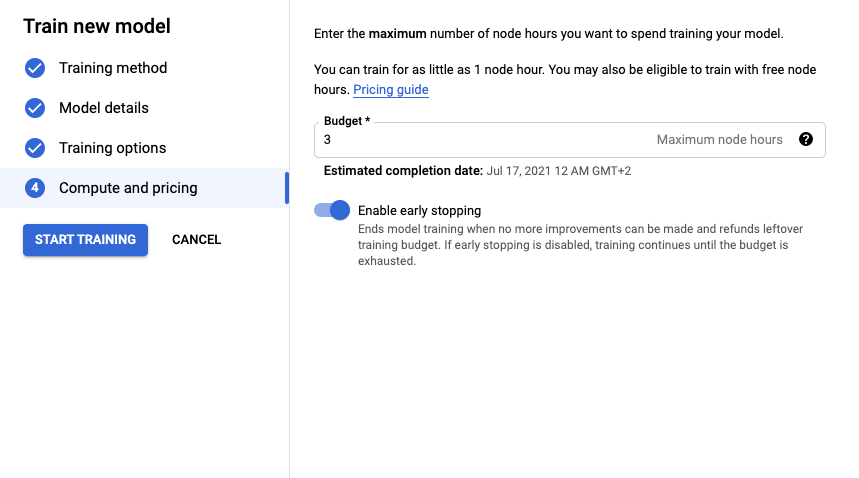 Train new model
Training method
Model details
Training options
4 Compute and pricing
START TRAINING CANCEL
Enter the maximum number of node hours you want to spend training your model.
You can train for as little as 1 node hour. You may also be eligible to train with free node
hours. Pricing guide
Budget *
3 Maximum node hours ?
Estimated completion date: Jul 17, 2021 12 AM GMT+2
Enable early stopping
Ends model training when no more improvements can be made and refunds leftover
training budget. If early stopping is disabled, training continues until the budget is
exhausted.